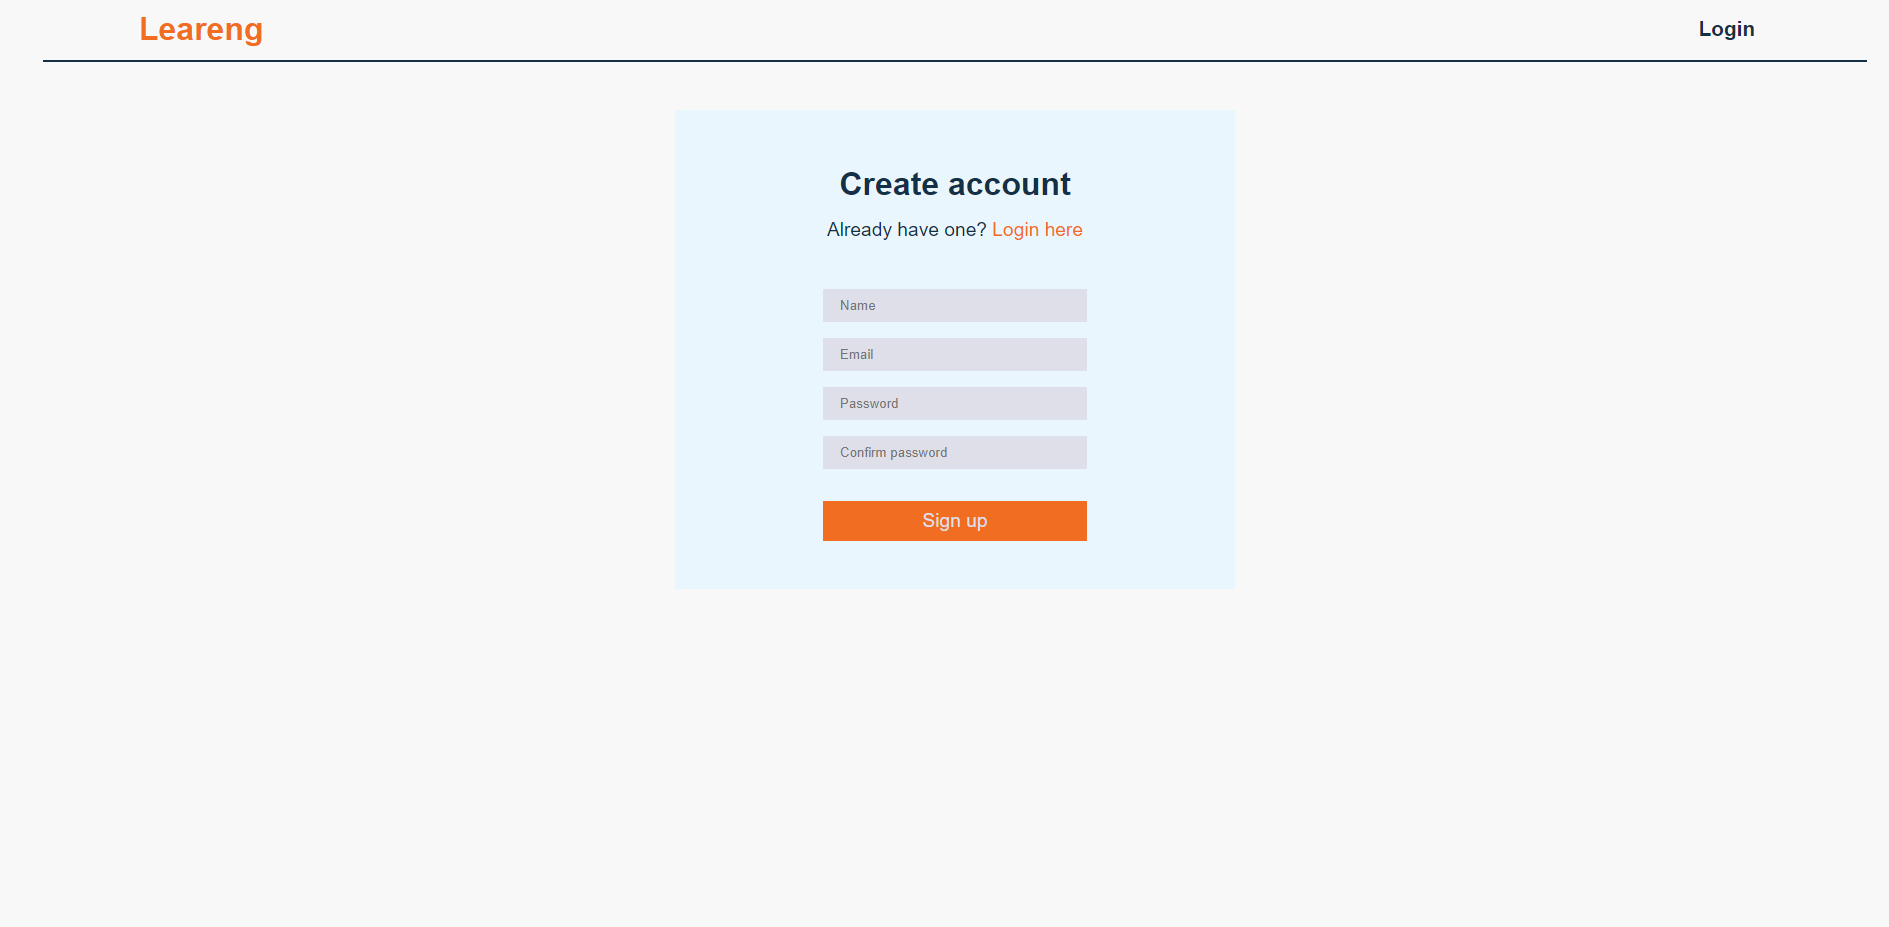 Leareng
Login
Create account
Already have one? Login here
Name
Email
Password
Confirm password
Sign up